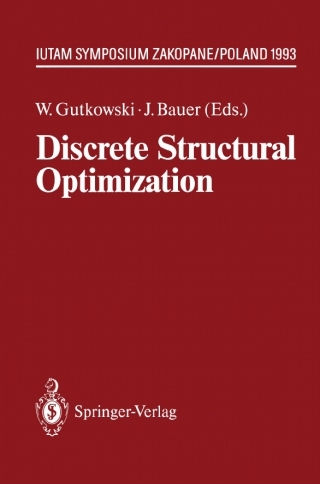 IUTAM SYMPOSIUM ZAKOPANE/POLAND 1993
W. Gutkowski · J. Bauer (Eds.)
Discrete Structural
Optimization
Springer-Verlag